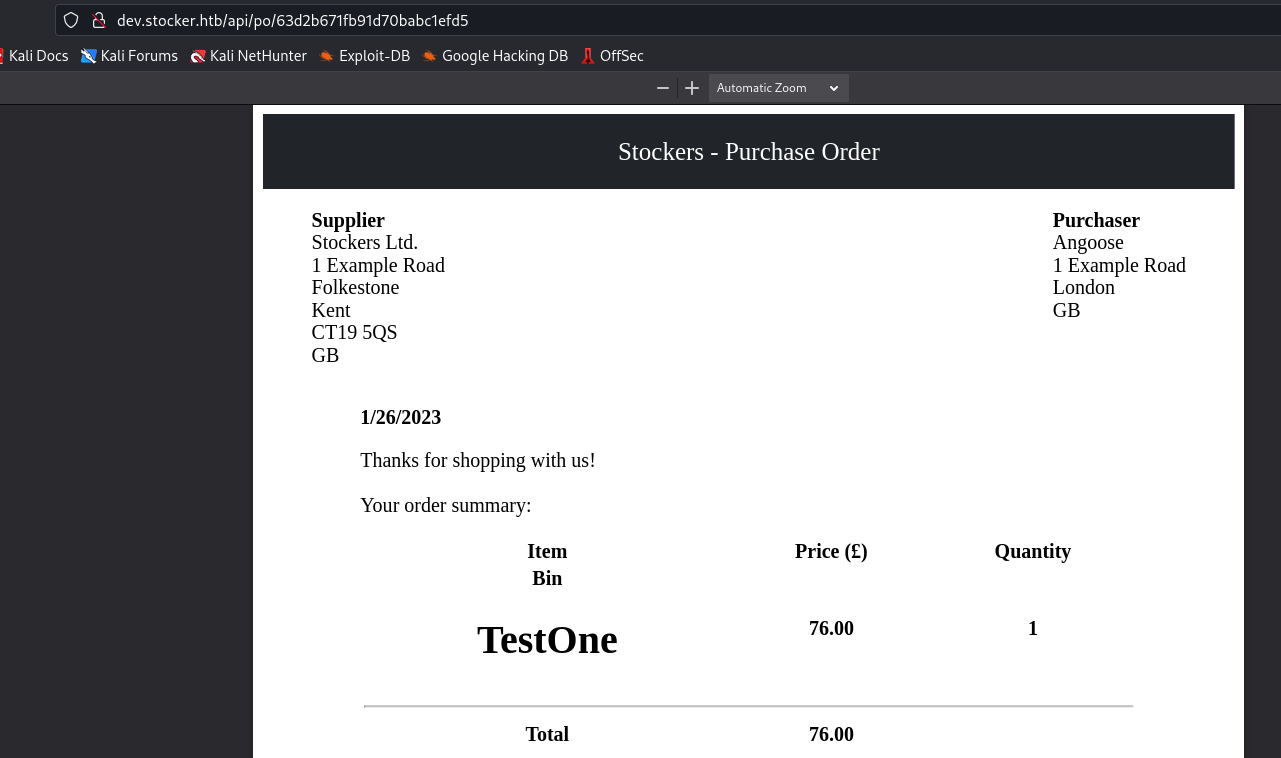 dev.stocker.htb/api/po/63d2b671fb91d70babc1efd5
Kali Docs Kali Forums Kali NetHunter Exploit-DB Google Hacking DB OffSec
Automatic Zoom
Stockers - Purchase Order
Supplier
Stockers Ltd.
1 Example Road
Folkestone
Kent
CT19 5QS
GB
Purchaser
Angoose
1 Example Road
London
GB
1/26/2023
Thanks for shopping with us!
Your order summary:
Item Price (£) Quantity
Bin
TestOne 76.00 1
Total 76.00